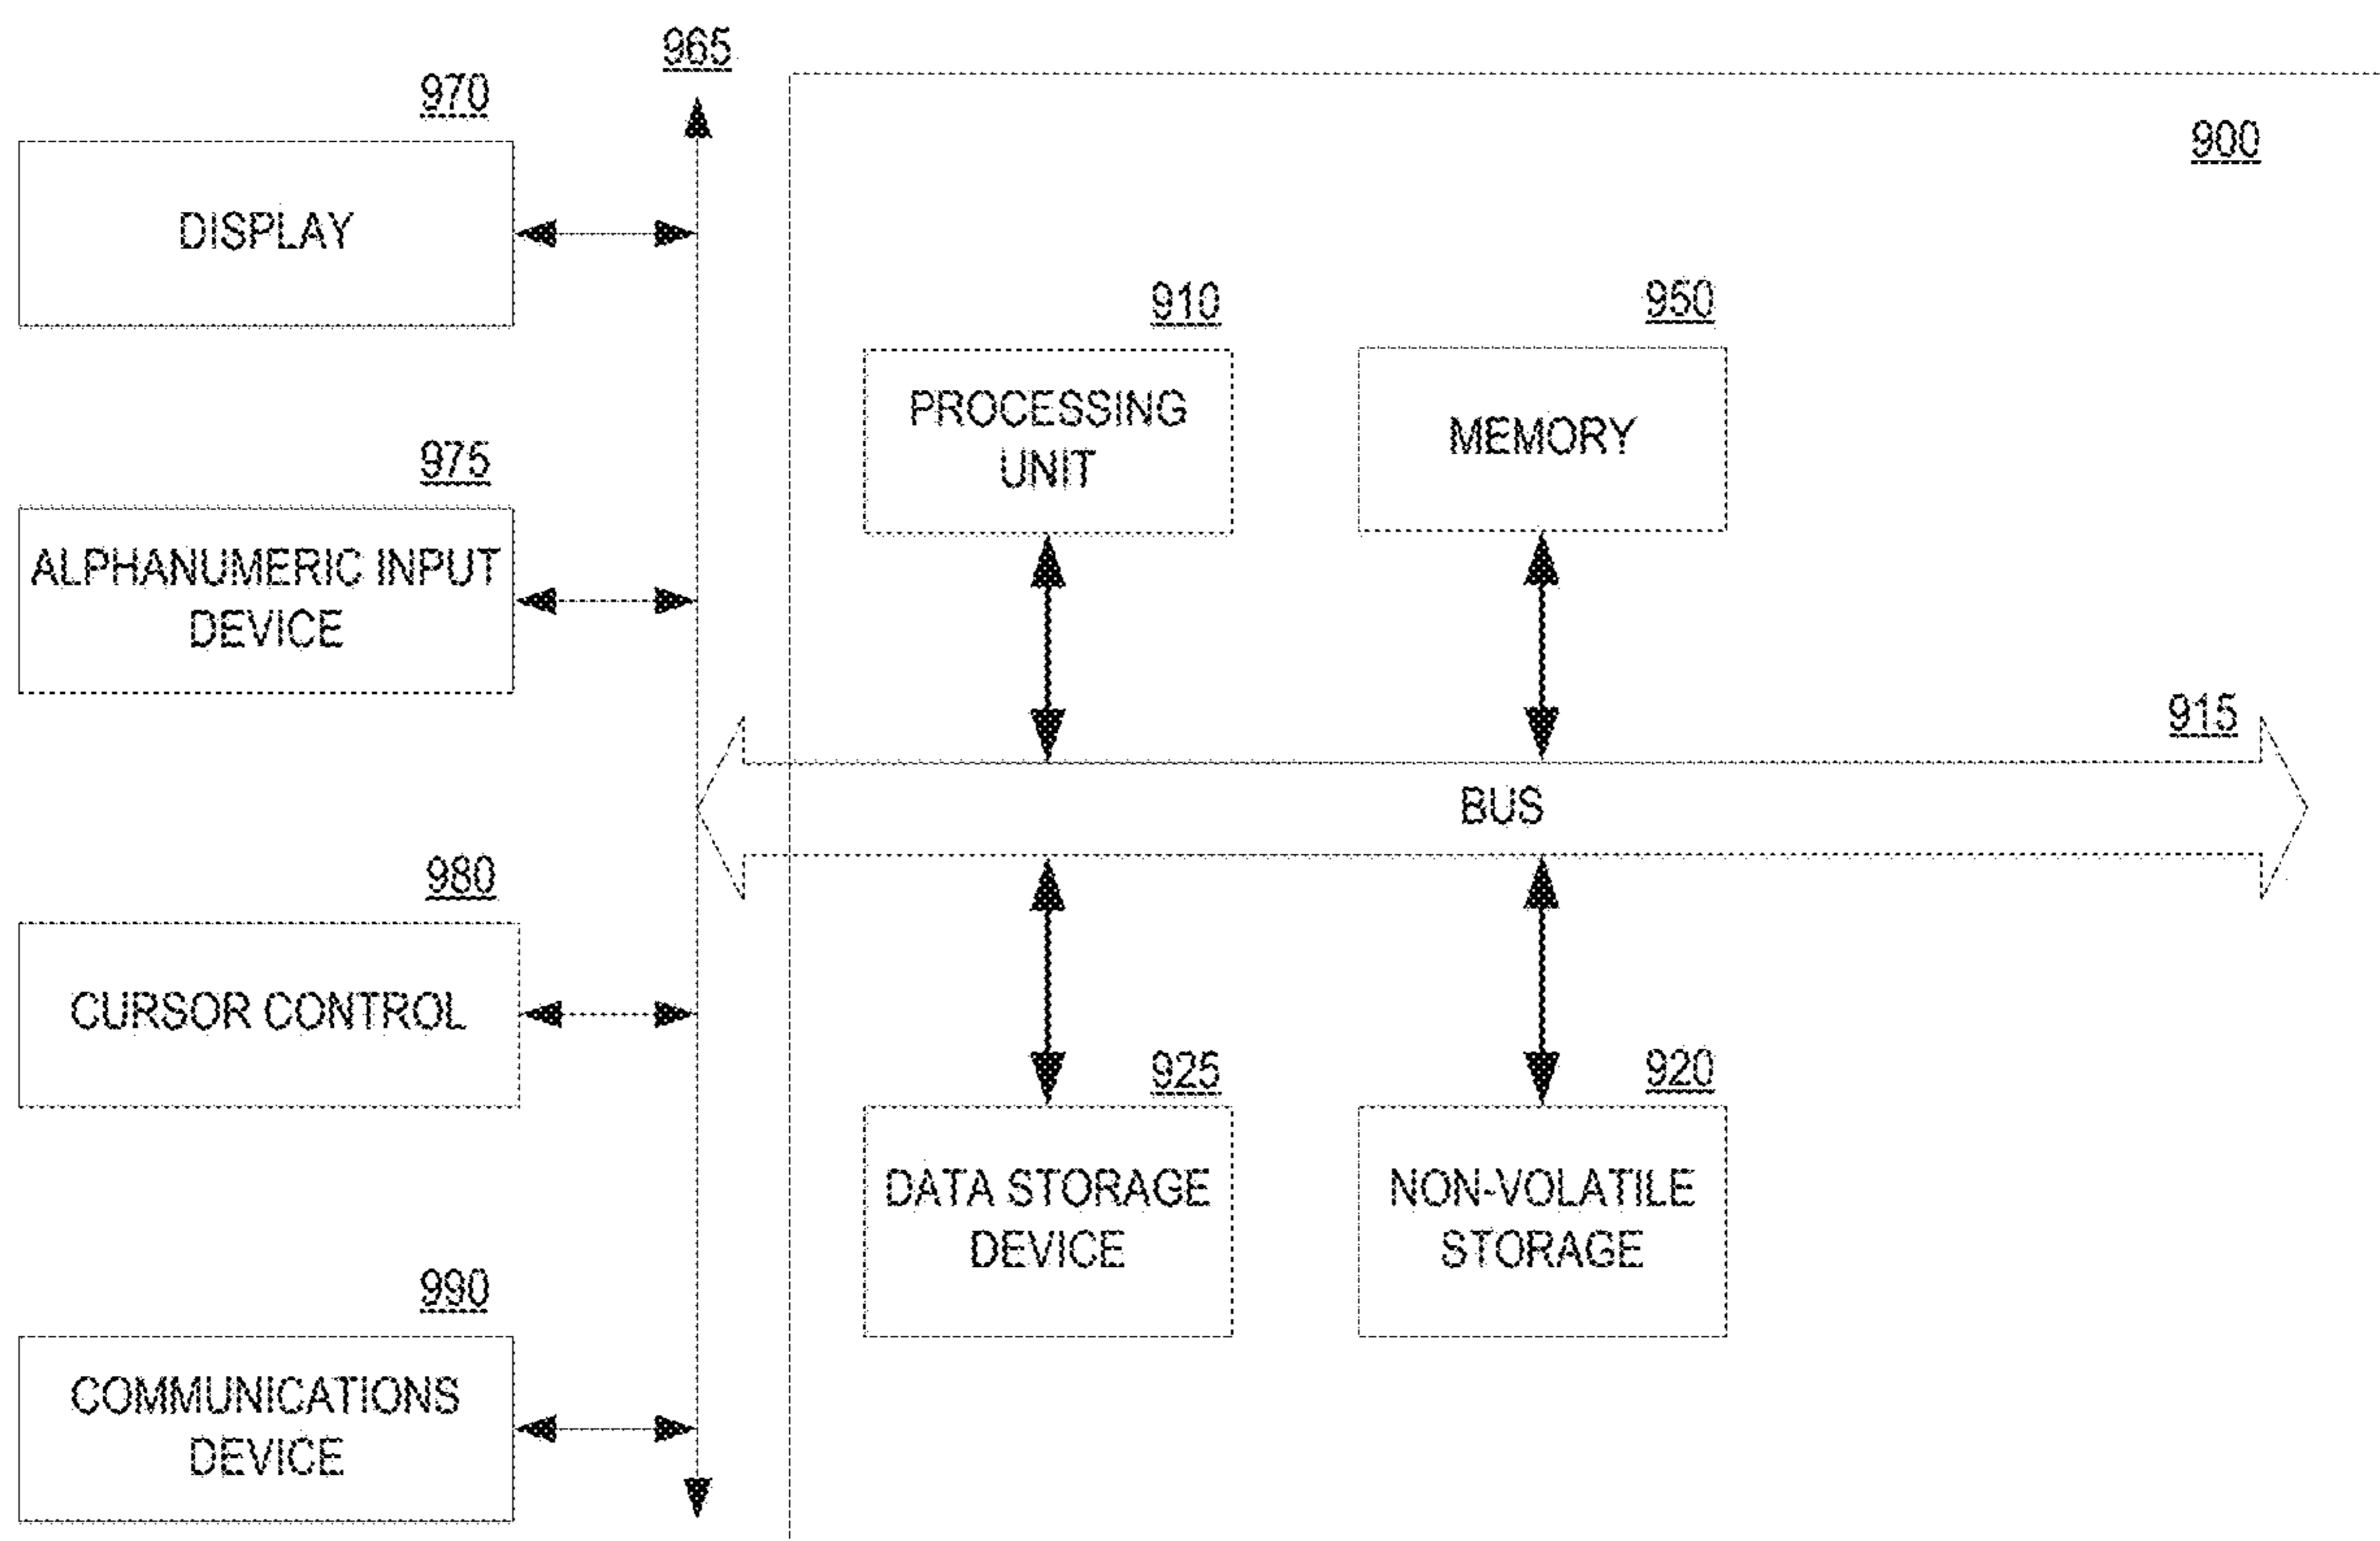 965
970
900
DISPLAY
910
950
PROCESSING
UNIT
MEMORY
975
ALPHANUMERIC INPUT
DEVICE
915
BUS
980
CURSOR CONTROL
925
920
DATA STORAGE
DEVICE
NON-VOLATILE
STORAGE
990
COMMUNICATIONS
DEVICE